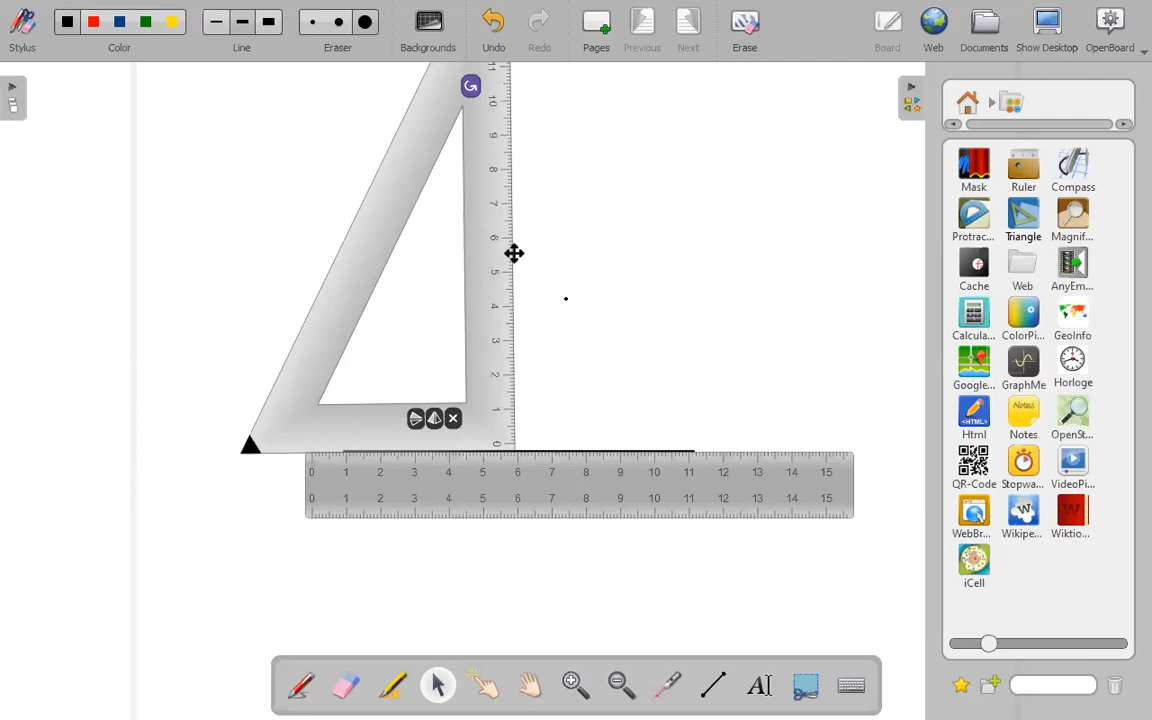 Stylus Color Line Eraser Backgrounds Undo Redo Pages Previous Next Erase Board Web Documents Show Desktop OpenBoard
11
10
9
8
7
6
5
4
3
2
1
0
0 1 2 3 4 5 6 7 8 9 10 11 12 13 14 15
0 1 2 3 4 5 6 7 8 9 10 11 12 13 14 15
Mask Ruler Compass
Protrac... Triangle Magnif...
Cache Web AnyEm...
Calcula... ColorPi... GeoInfo
Google... GraphMe Horloge
<HTML>
Html Notes OpenSt...
QR-Code Stopwa... VideoPi...
WebBr... Wikipe... Wiktio...
iCell